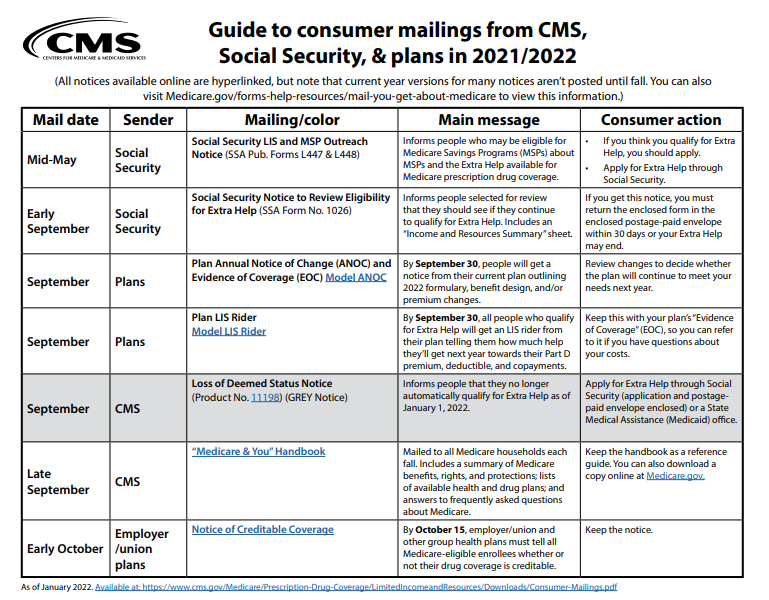 CMS
CENTERS FOR MEDICARE & MEDICAID SERVICES
Guide to consumer mailings from CMS,
Social Security, & plans in 2021/2022
(All notices available online are hyperlinked, but note that current year versions for many notices aren't posted until fall. You can also
visit Medicare.gov/forms-help-resources/mail-you-get-about-medicare to view this information.)
Mail date
Sender
Mailing/color
Main message
Consumer action
Mid-May
Social
Security
Social Security LIS and MSP Outreach
Notice (SSA Pub. Forms L447 & L448)
Informs people who may be eligible for
Medicare Savings Programs (MSPs) about
MSPs and the Extra Help available for
Medicare prescription drug coverage.
• If you think you qualify for Extra
Help, you should apply.
• Apply for Extra Help through
Social Security.
Early
September
Social
Security
Social Security Notice to Review Eligibility
for Extra Help (SSA Form No. 1026)
Informs people selected for review
that they should see if they continue
to qualify for Extra Help. Includes an
"Income and Resources Summary" sheet.
If you get this notice, you must
return the enclosed form in the
enclosed postage-paid envelope
within 30 days or your Extra Help
may end.
September
Plans
Plan Annual Notice of Change (ANOC) and
Evidence of Coverage (EOC) Model ANOC
By September 30, people will get a
notice from their current plan outlining
2022 formulary, benefit design, and/or
premium changes.
Review changes to decide whether
the plan will continue to meet your
needs next year.
September
Plans
Plan LIS Rider
Model LIS Rider
By September 30, all people who qualify
for Extra Help will get an LIS rider from
their plan telling them how much help
they'll get next year towards their Part D
premium, deductible, and copayments.
Keep this with your plan's "Evidence
of Coverage" (EOC), so you can refer
to it if you have questions about
your costs.
September
CMS
Loss of Deemed Status Notice
(Product No. 11198) (GREY Notice)
Informs people that they no longer
automatically qualify for Extra Help as of
January 1, 2022.
Apply for Extra Help through Social
Security (application and postage-
paid envelope enclosed) or a State
Medical Assistance (Medicaid) office.
Late
September
CMS
"Medicare & You" Handbook
Mailed to all Medicare households each
fall. Includes a summary of Medicare
benefits, rights, and protections; lists
of available health and drug plans; and
answers to frequently asked questions
about Medicare.
Keep the handbook as a reference
guide. You can also download a
copy online at Medicare.gov.
Early October
Employer
/union
plans
Notice of Creditable Coverage
By October 15, employer/union and
other group health plans must tell all
Medicare-eligible enrollees whether or
not their drug coverage is creditable.
Keep the notice.
As of January 2022. Available at: https://www.cms.gov/Medicare/Prescription-Drug-Coverage/LimitedIncomeandResources/Downloads/Consumer-Mailings.pdf